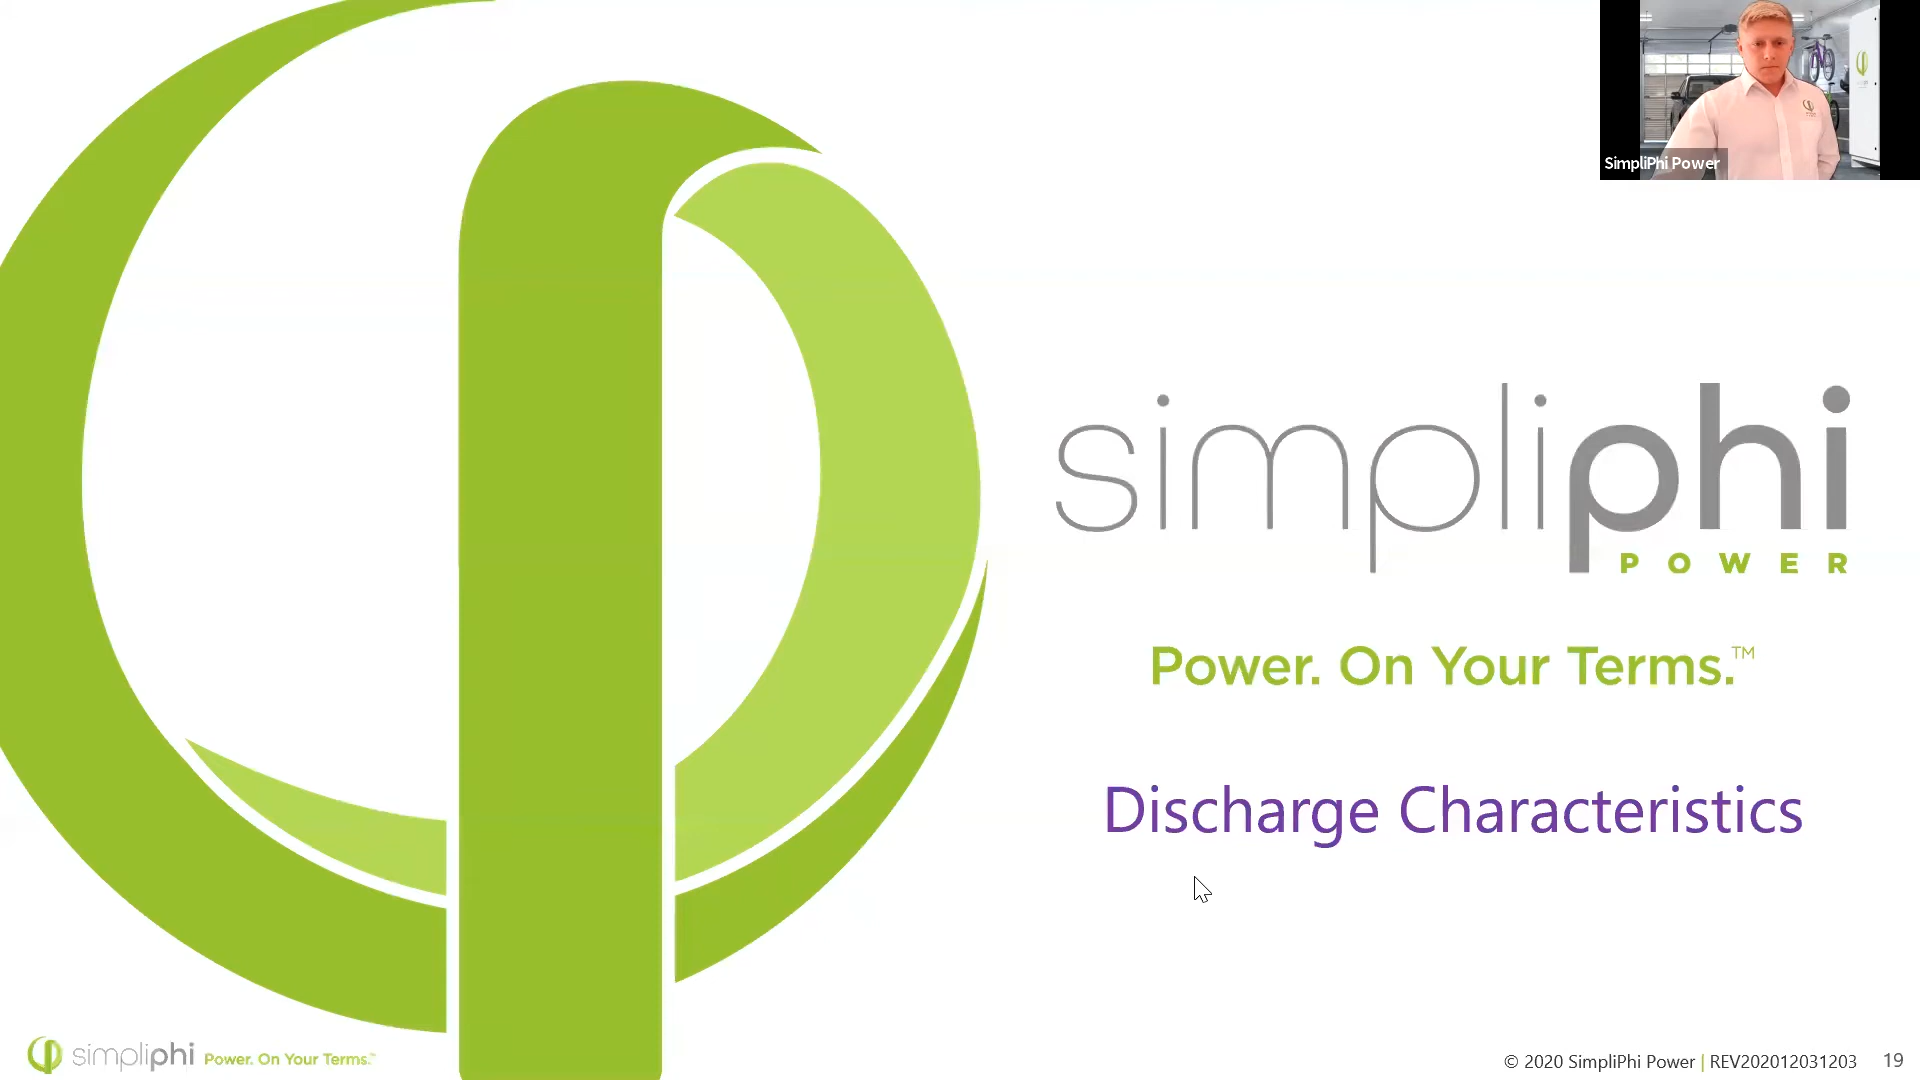 SimpliPhi Power
simpliphi
POWER
Power. On Your Terms.™
Discharge Characteristics
simpliphi Power. On Your Terms.™
© 2020 SimpliPhi Power | REV202012031203 19